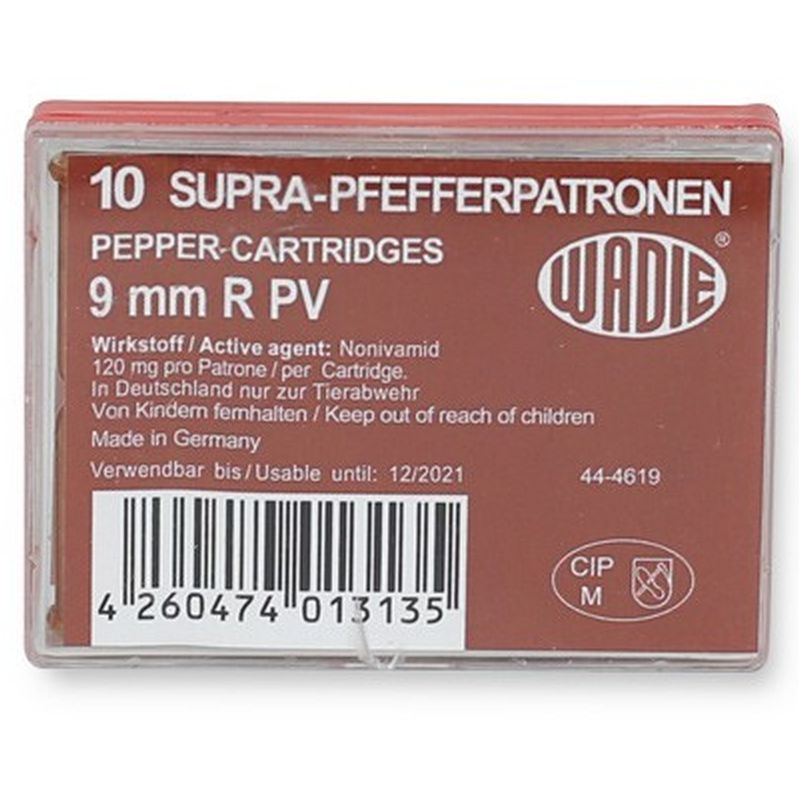 10 SUPRA-PFEFFERPATRONEN
PEPPER-CARTRIDGES
9 mm R PV
WADIE®
Wirkstoff / Active agent: Nonivamid
120 mg pro Patrone / per Cartridge.
In Deutschland nur zur Tierabwehr
Von Kindern fernhalten / Keep out of reach of children
Made in Germany
Verwendbar bis / Usable until: 12/2021 44-4619
CIP
M
4 260474 013135